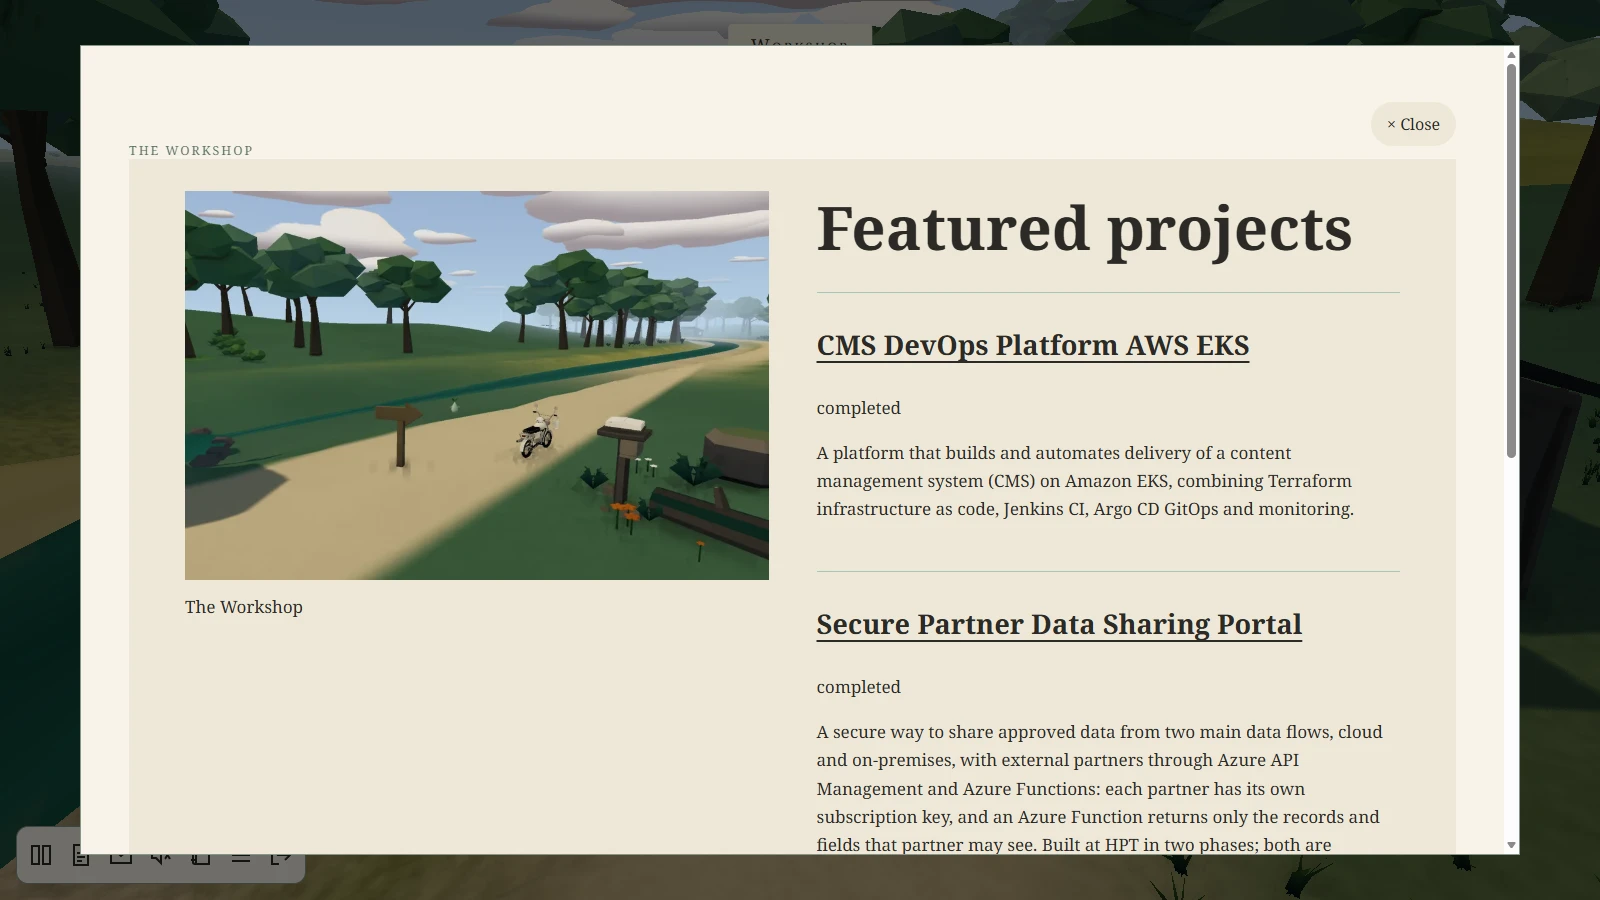 Workshop
× Close
THE WORKSHOP
Featured projects
CMS DevOps Platform AWS EKS
completed
A platform that builds and automates delivery of a content
management system (CMS) on Amazon EKS, combining Terraform
infrastructure as code, Jenkins CI, Argo CD GitOps and monitoring.
The Workshop
Secure Partner Data Sharing Portal
completed
A secure way to share approved data from two main data flows, cloud
and on-premises, with external partners through Azure API
Management and Azure Functions: each partner has its own
subscription key, and an Azure Function returns only the records and
fields that partner may see. Built at HPT in two phases; both are